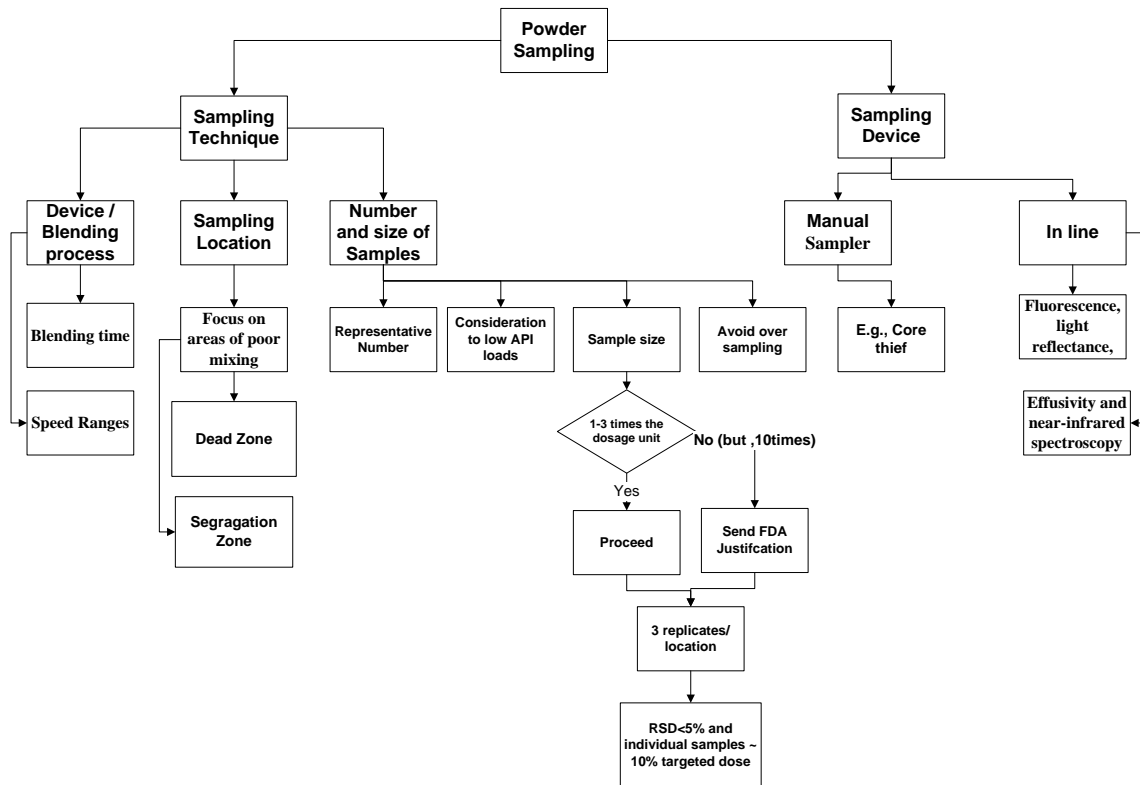 Powder
Sampling
Sampling
Technique
Sampling
Device
Device /
Blending
process
Sampling
Location
Number
and size of
Samples
Manual
Sampler
In line
Blending time
Focus on
areas of poor
mixing
Representative
Number
Consideration
to low API
loads
Sample size
Avoid over
sampling
E.g., Core
thief
Fluorescence,
light
reflectance,
Speed Ranges
Dead Zone
1-3 times the
dosage unit
No (but ,10times)
Effusivity and
near-infrared
spectroscopy
Yes
Segragation
Zone
Proceed
Send FDA
Justifcation
3 replicates/
location
RSD<5% and
individual samples ~
10% targeted dose